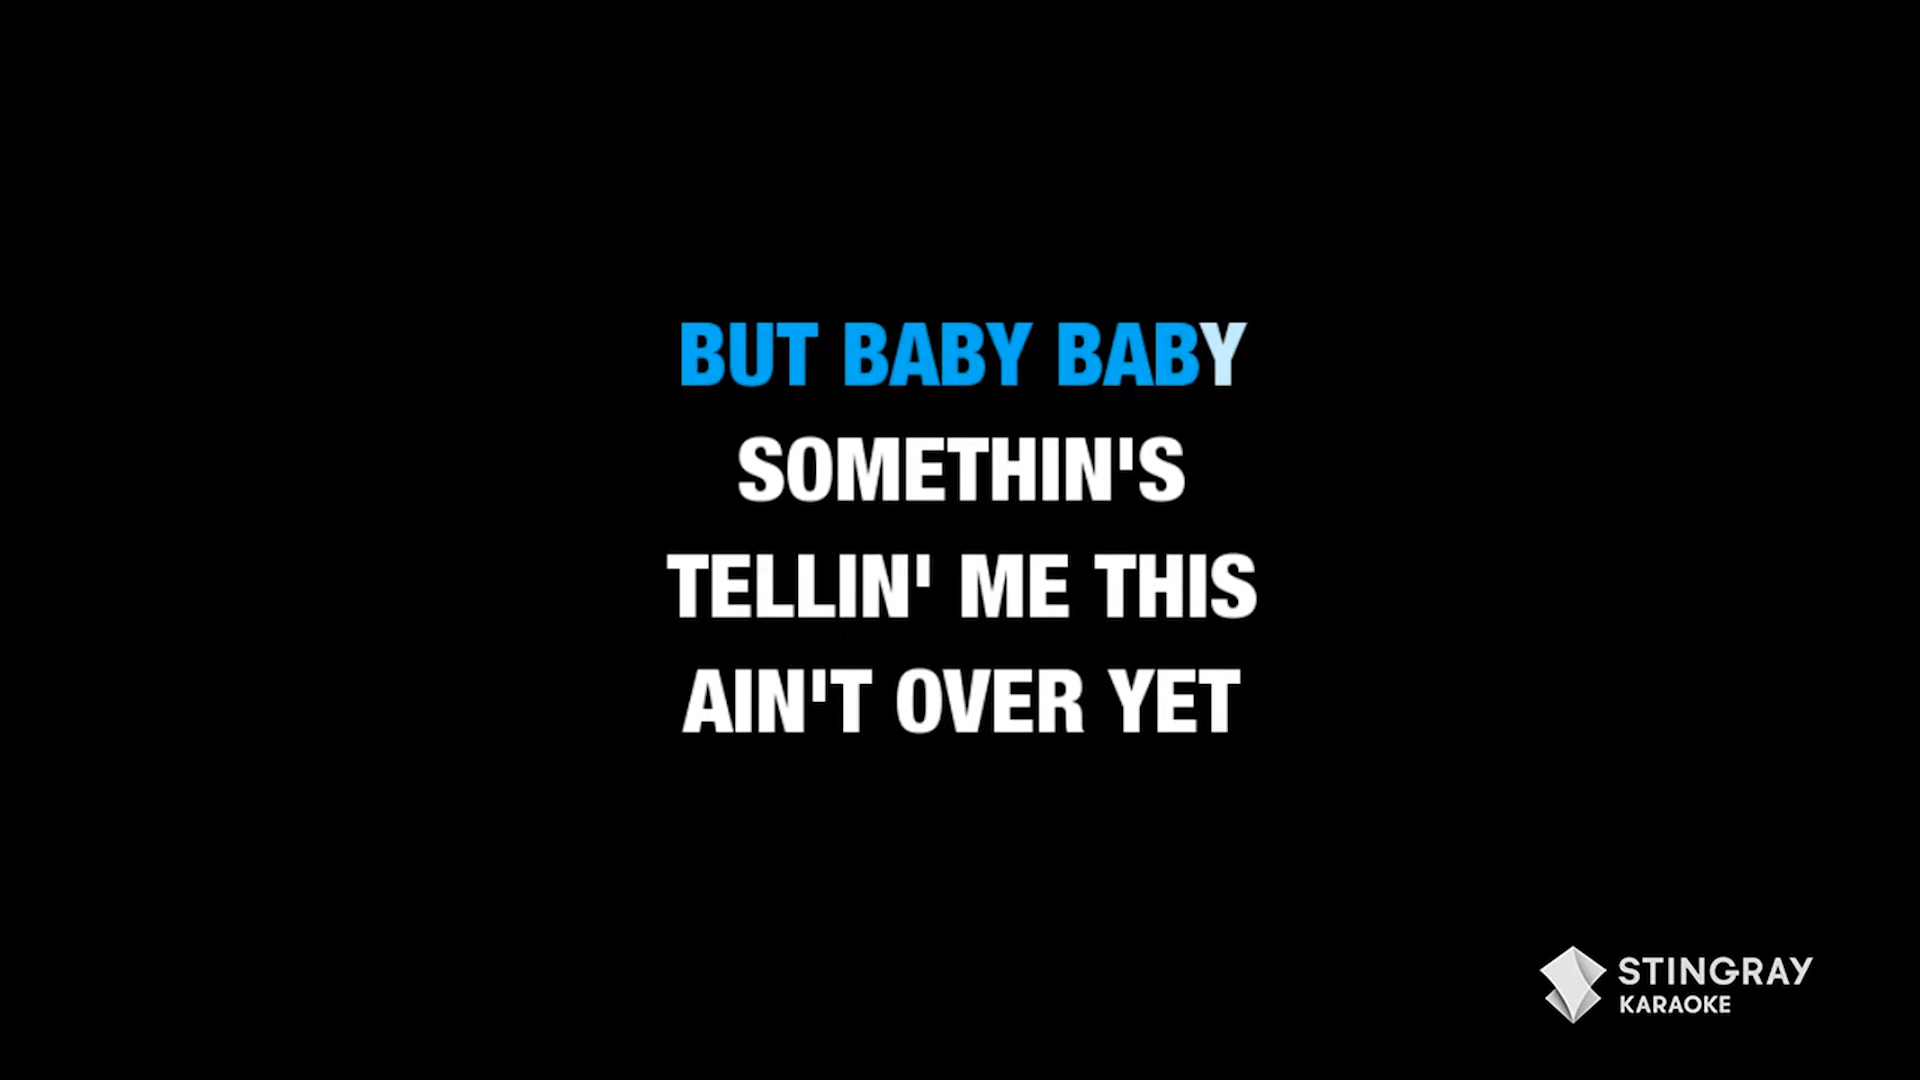 BUT BABY BABY
SOMETHIN'S
TELLIN' ME THIS
AIN'T OVER YET
STINGRAY
KARAOKE